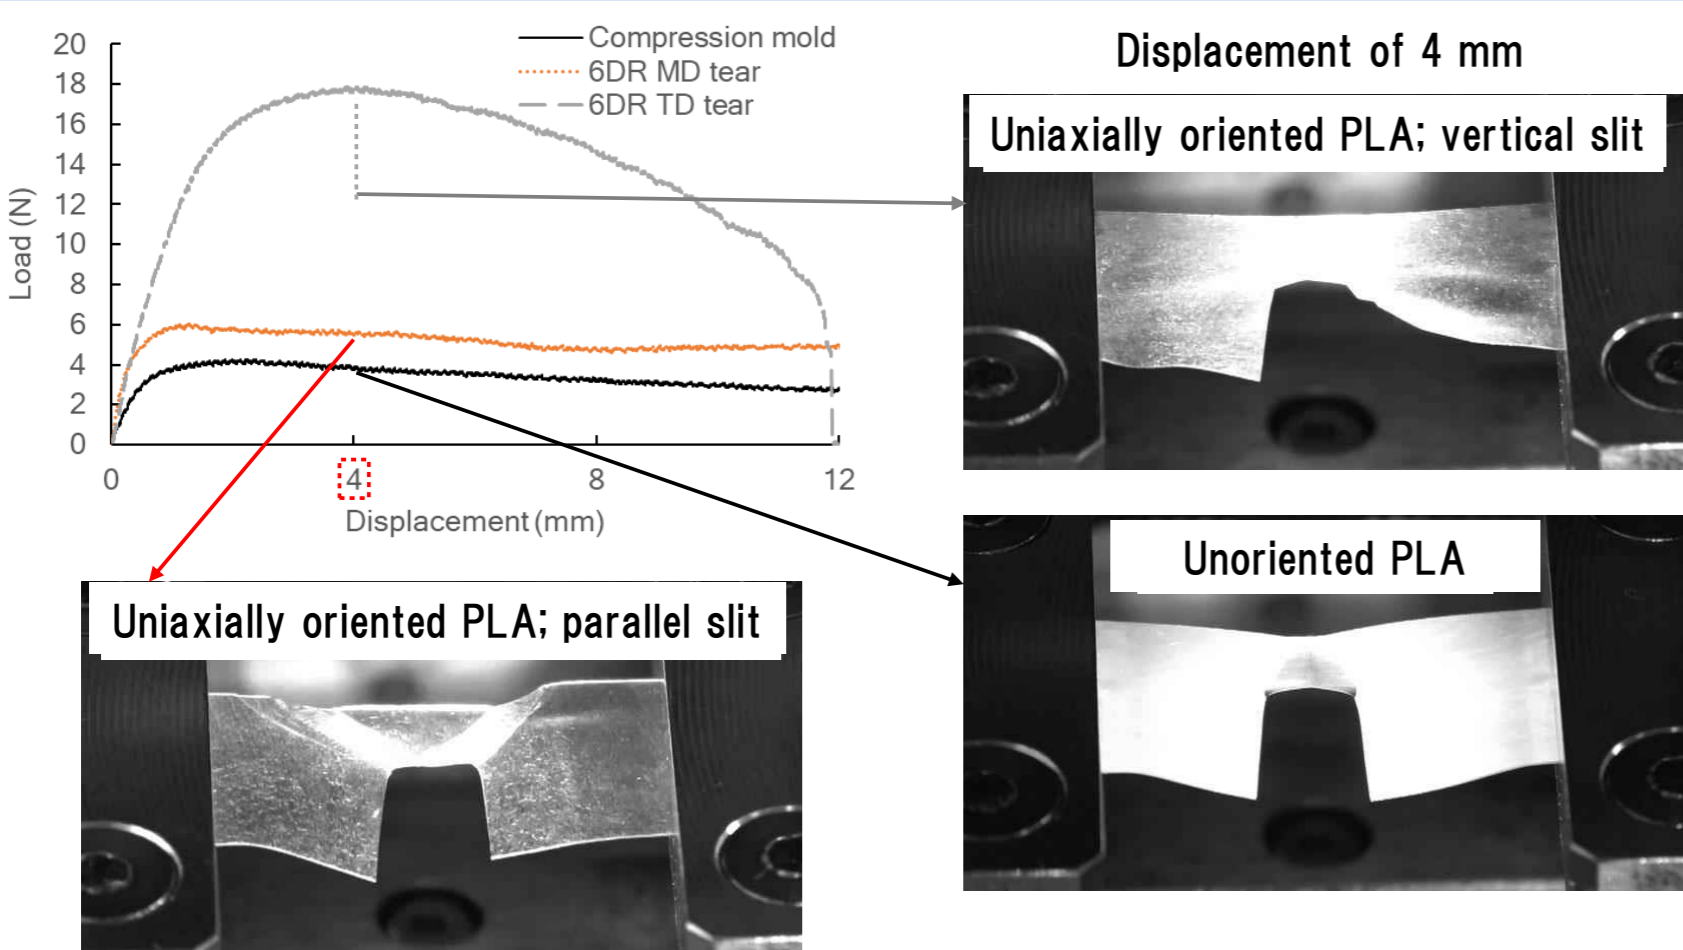 20
18
16
14
12
10
8
6
4
2
0
Load (N)
Compression mold
6DR MD tear
6DR TD tear
0
4
8
12
Displacement (mm)
Displacement of 4 mm
Uniaxially oriented PLA; vertical slit
Uniaxially oriented PLA; parallel slit
Unoriented PLA